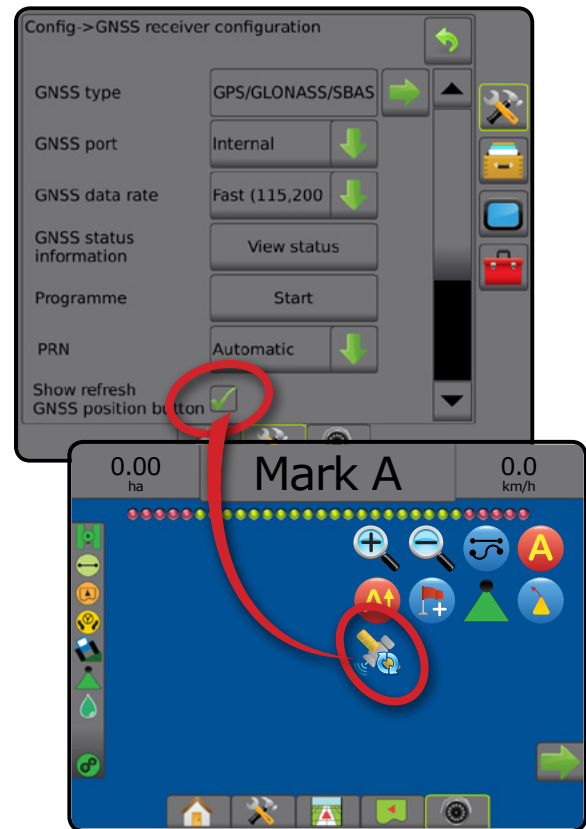 Config->GNSS receiver configuration
GNSS type GPS/GLONASS/SBAS
GNSS port Internal
GNSS data rate Fast (115,200
GNSS status
information
View status
Programme Start
PRN Automatic
Show refresh
GNSS position button
0.00
ha
Mark A
0.0
km/h
A
A